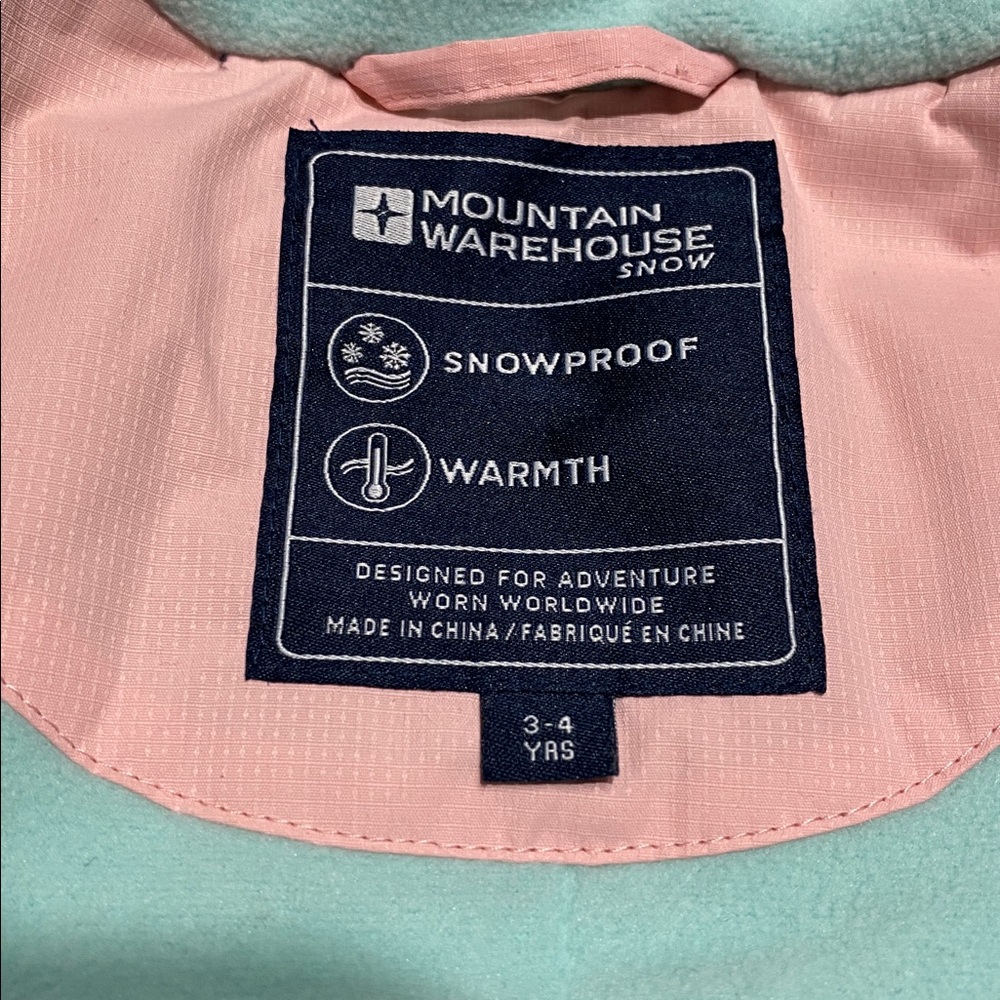 MOUNTAIN
WAREHOUSE
SNOW
SNOWPROOF
WARMTH
DESIGNED FOR ADVENTURE
WORN WORLDWIDE
MADE IN CHINA/FABRIQUÉ EN CHINE
3-4
YRS